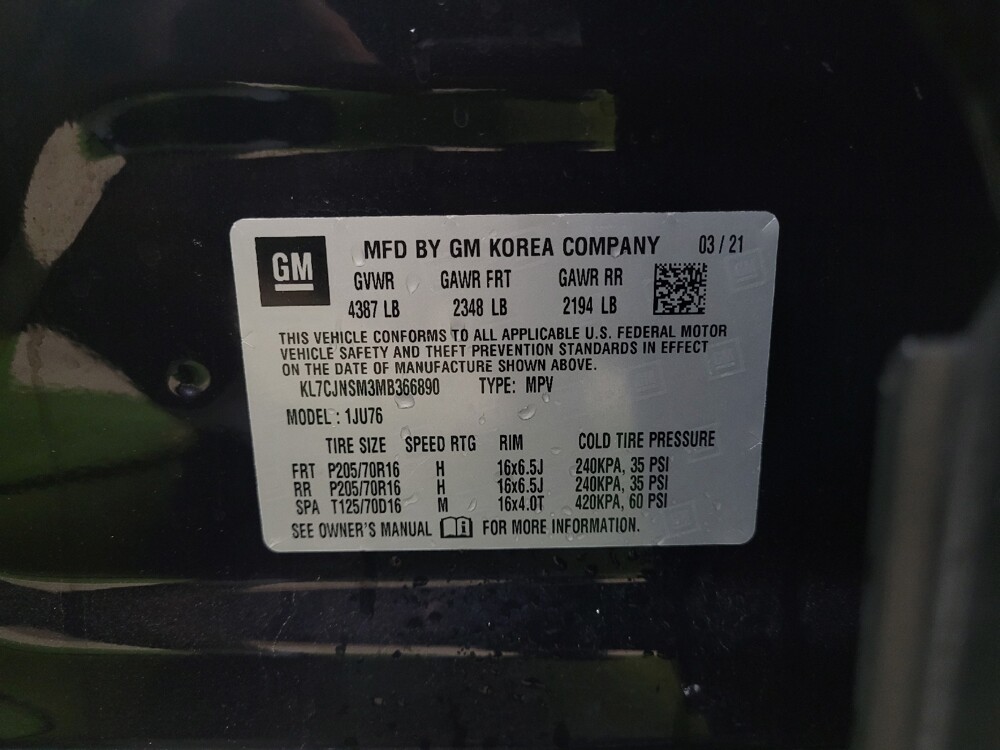 GM MFD BY GM KOREA COMPANY 03 / 21
GVWR GAWR FRT GAWR RR
4387 LB 2348 LB 2194 LB
THIS VEHICLE CONFORMS TO ALL APPLICABLE U.S. FEDERAL MOTOR
VEHICLE SAFETY AND THEFT PREVENTION STANDARDS IN EFFECT
ON THE DATE OF MANUFACTURE SHOWN ABOVE.
KL7CJNSM3MB366890 TYPE: MPV
MODEL : 1JU76
TIRE SIZE SPEED RTG RIM COLD TIRE PRESSURE
FRT P205/70R16 H 16x6.5J 240KPA, 35 PSI
RR P205/70R16 H 16x6.5J 240KPA, 35 PSI
SPA T125/70D16 M 16x4.0T 420KPA, 60 PSI
SEE OWNER'S MANUAL FOR MORE INFORMATION.